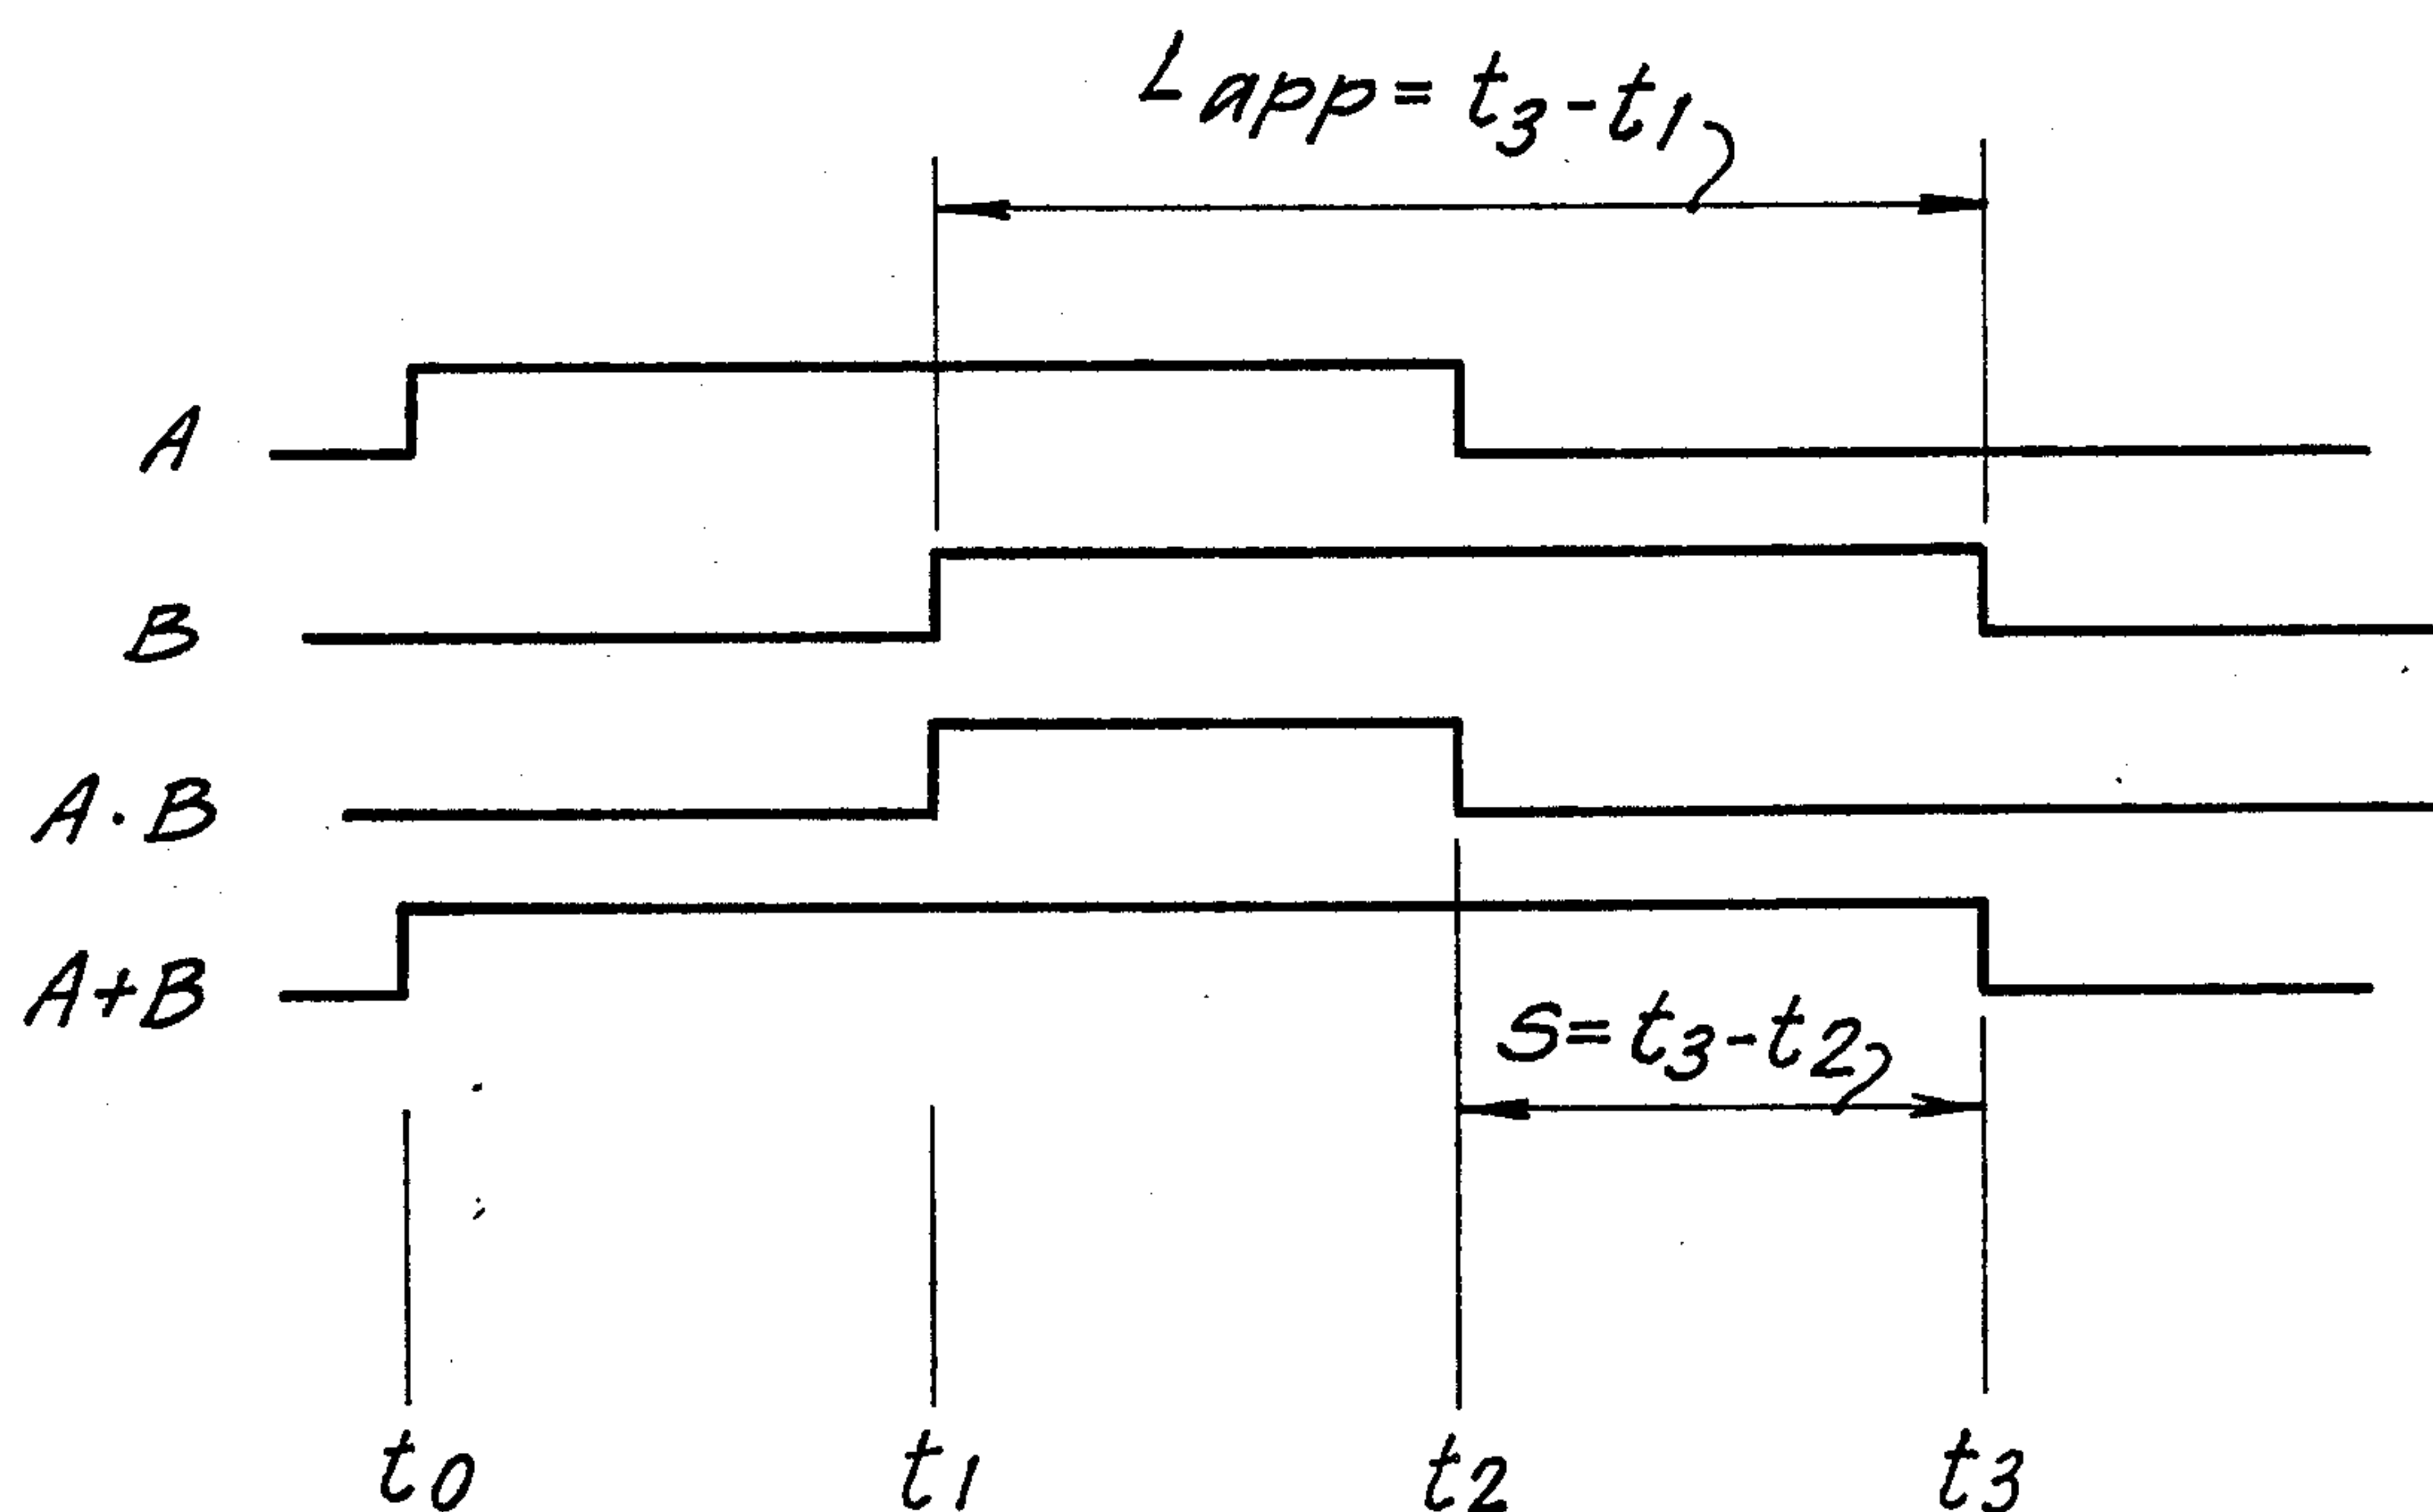 Lapp = t3 - t1
A
B
A · B
A+B
S = t3 - t2
t0 t1 t2 t3